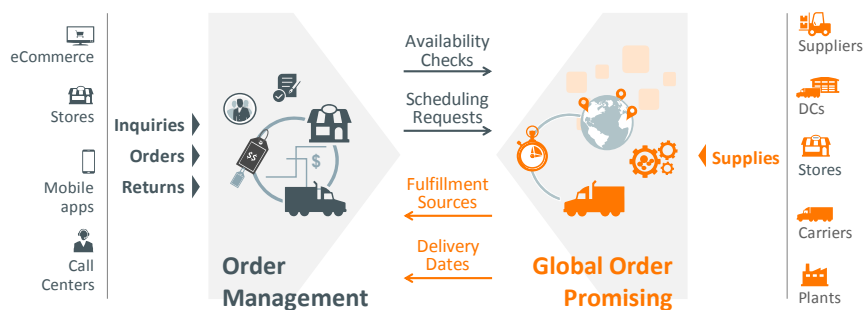 eCommerce
Stores
Mobile
apps
Call
Centers
Inquiries
Orders
Returns
$$
$
Order
Management
Availability
Checks
Scheduling
Requests
Fulfillment
Sources
Delivery
Dates
Global Order
Promising
Supplies
Suppliers
DCs
Stores
Carriers
Plants